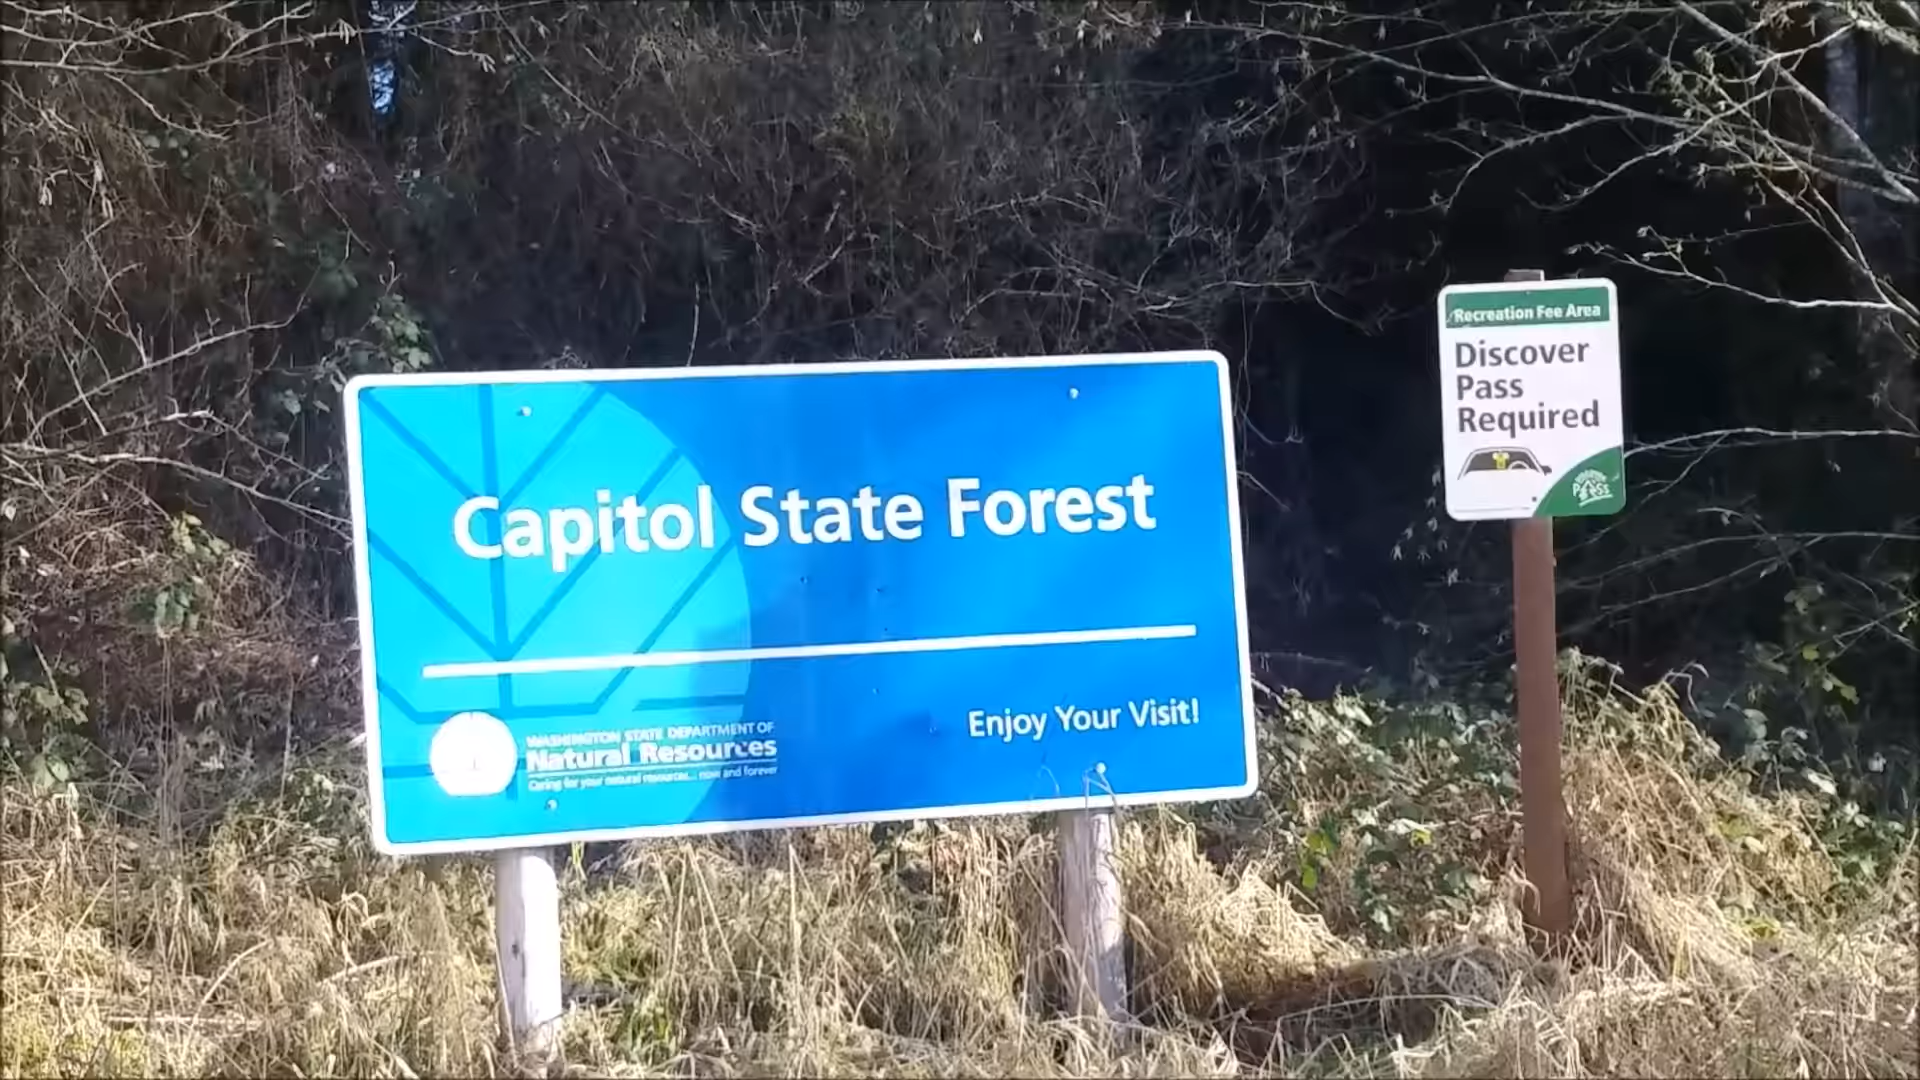 Capitol State Forest
WASHINGTON STATE DEPARTMENT OF
Natural Resources
Caring for your natural resources... now and forever
Enjoy Your Visit!
Recreation Fee Area
Discover
Pass
Required
PASS